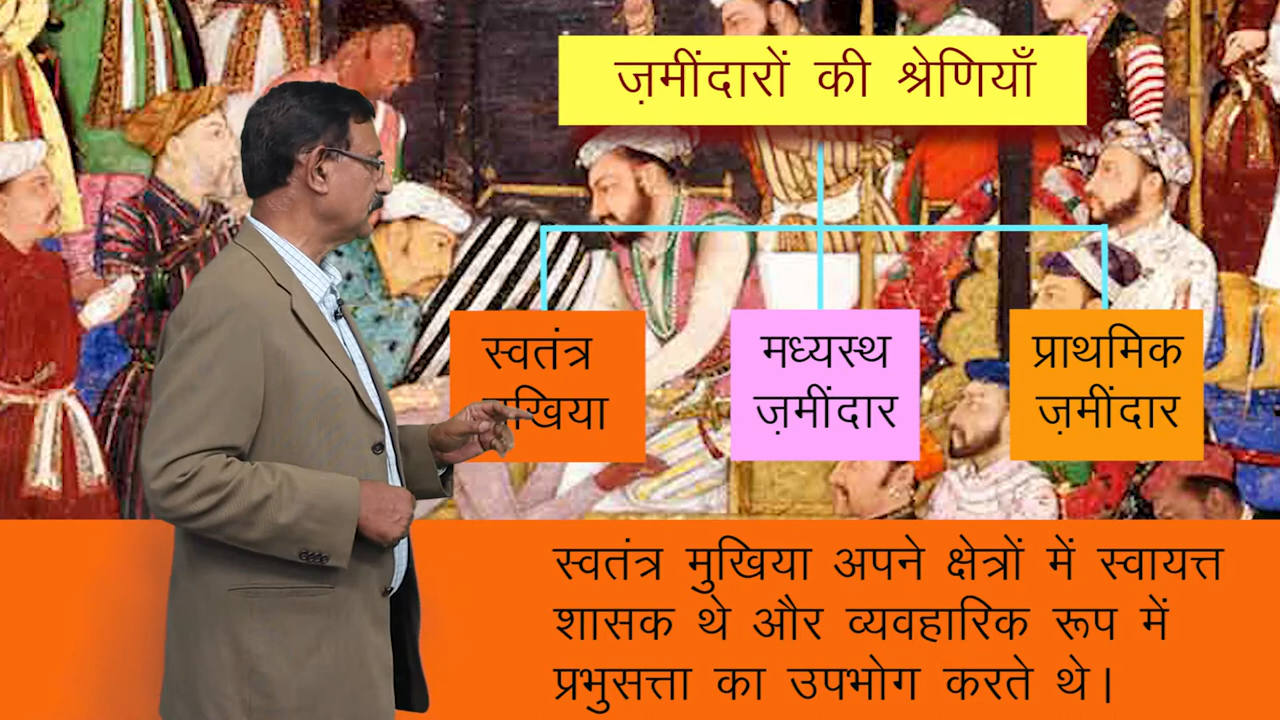 ज़मींदारों की श्रेणियाँ
स्वतंत्र
मध्यस्थ
ज़मींदार
प्राथमिक
ज़मींदार
स्वतंत्र मुखिया अपने क्षेत्रों में स्वायत्त
शासक थे और व्यवहारिक रूप में
प्रभुसत्ता का उपभोग करते थे।